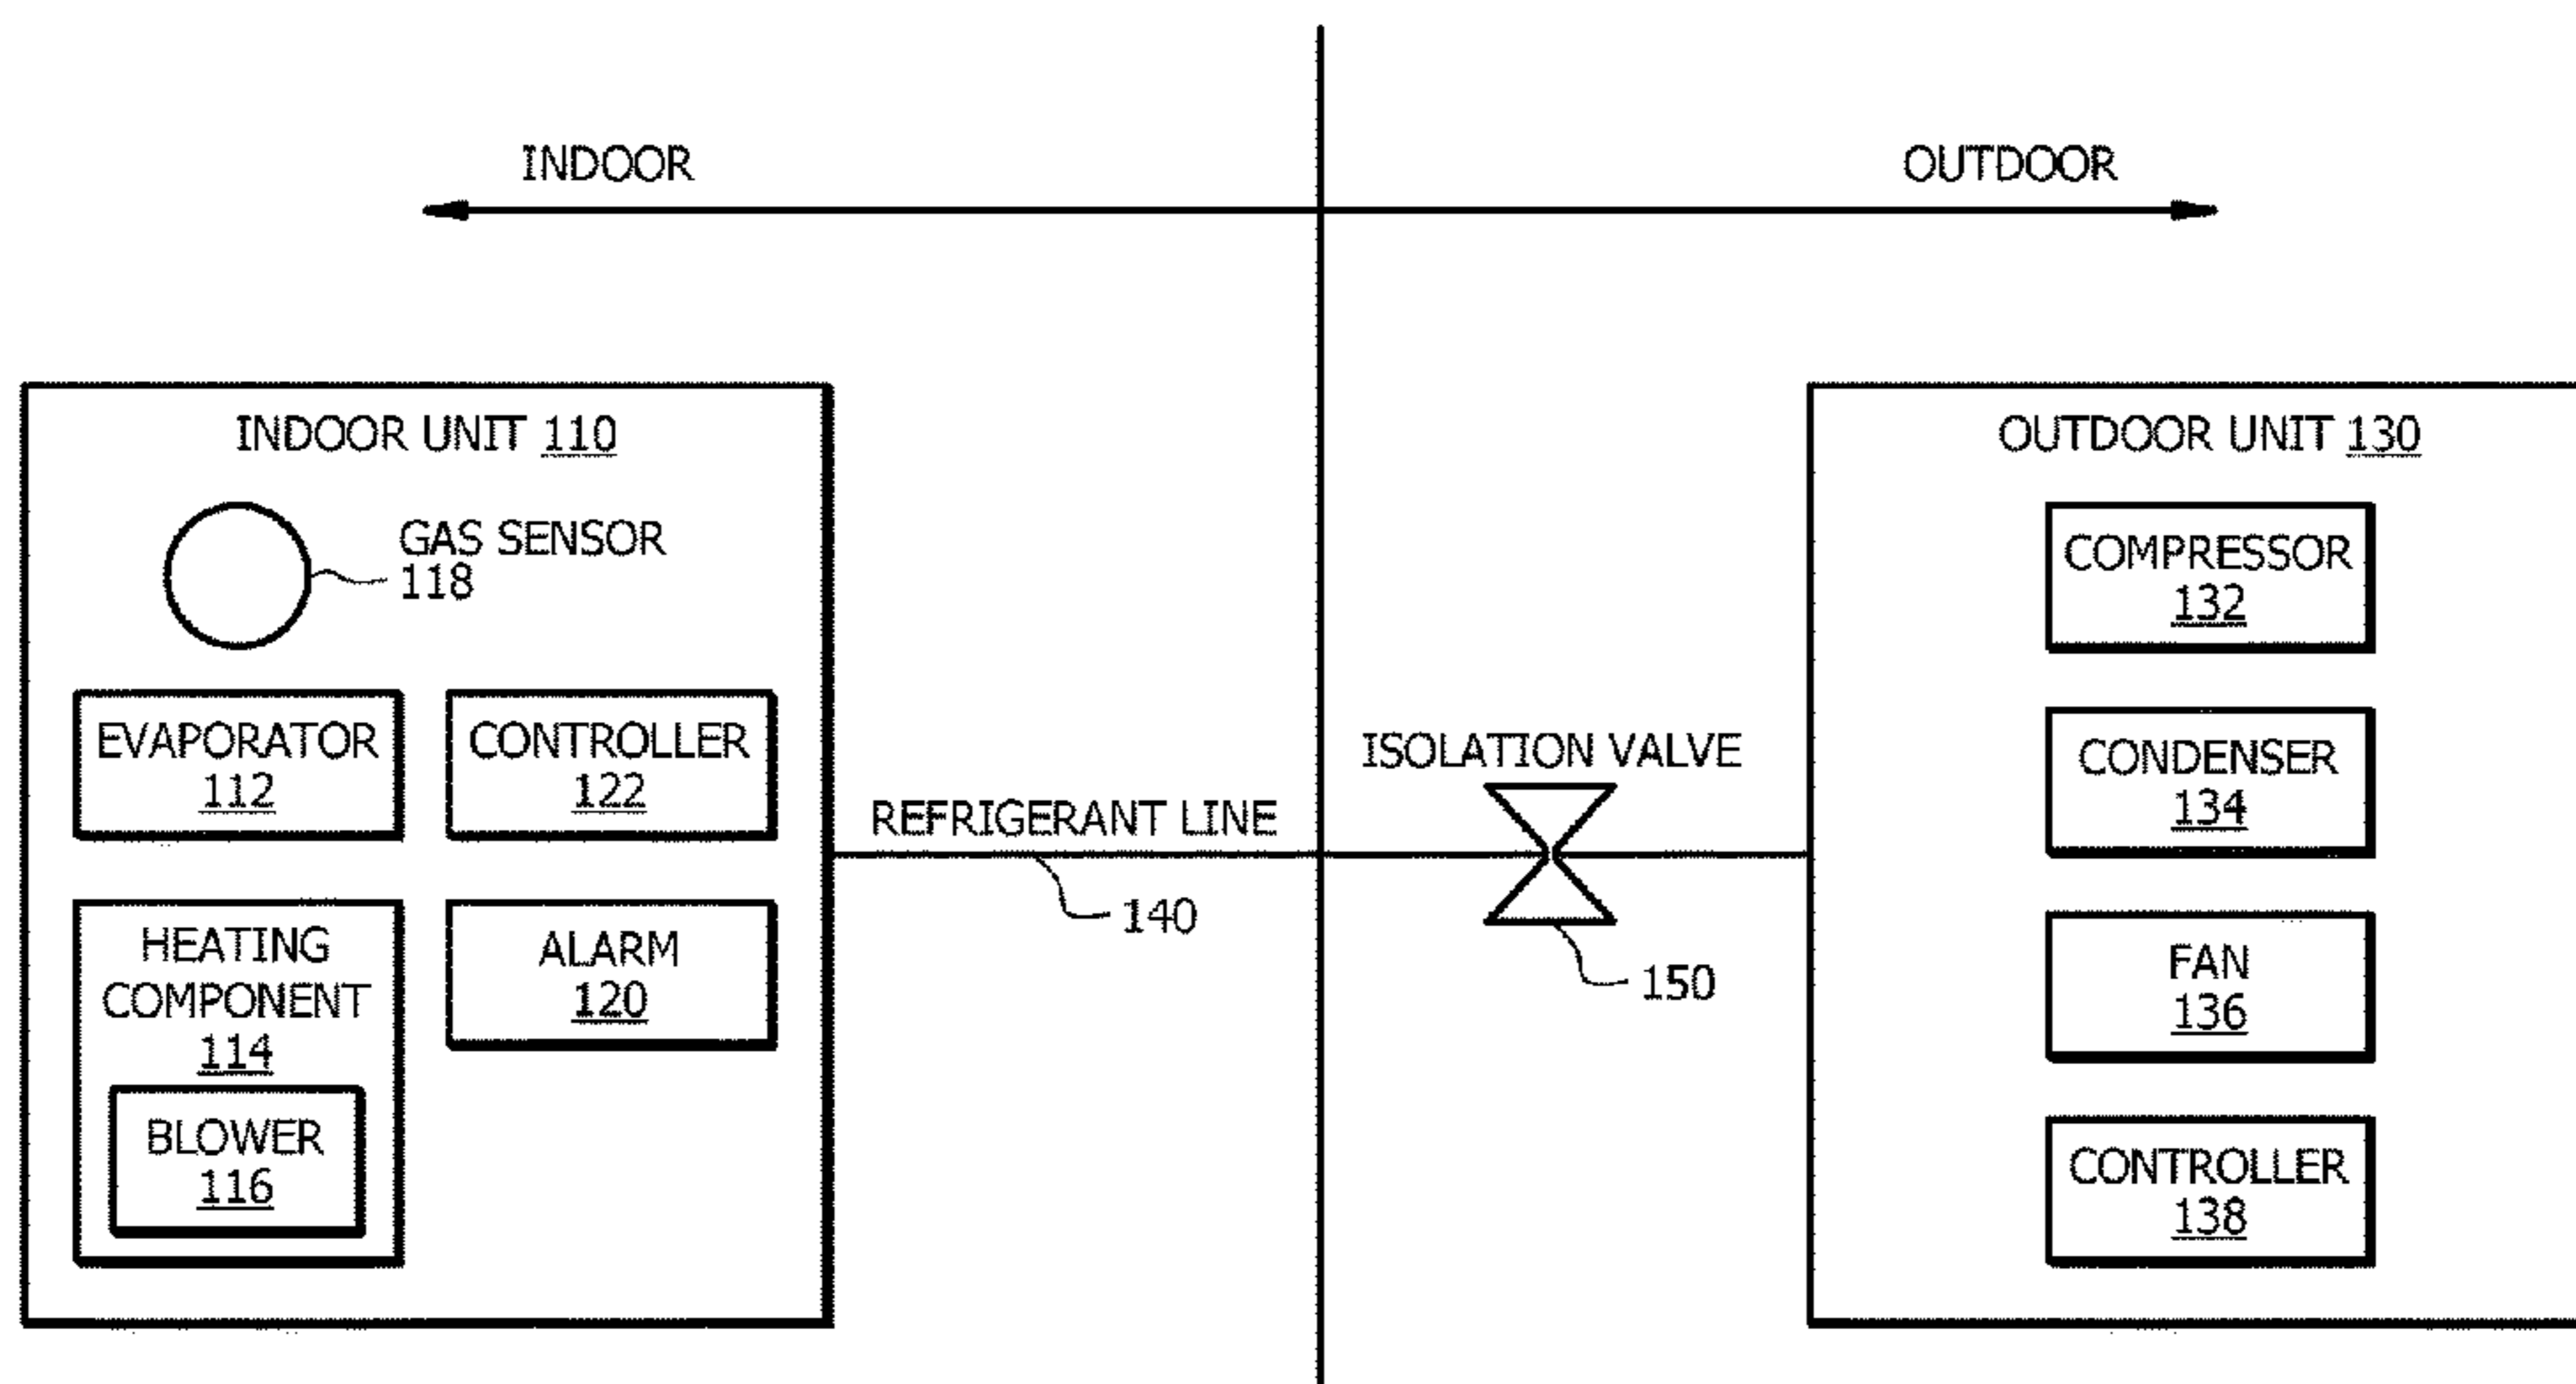 INDOOR
OUTDOOR
INDOOR UNIT 110
GAS SENSOR
118
EVAPORATOR
112
CONTROLLER
122
HEATING
COMPONENT
114
BLOWER
116
ALARM
120
REFRIGERANT LINE
140
ISOLATION VALVE
150
OUTDOOR UNIT 130
COMPRESSOR
132
CONDENSER
134
FAN
136
CONTROLLER
138